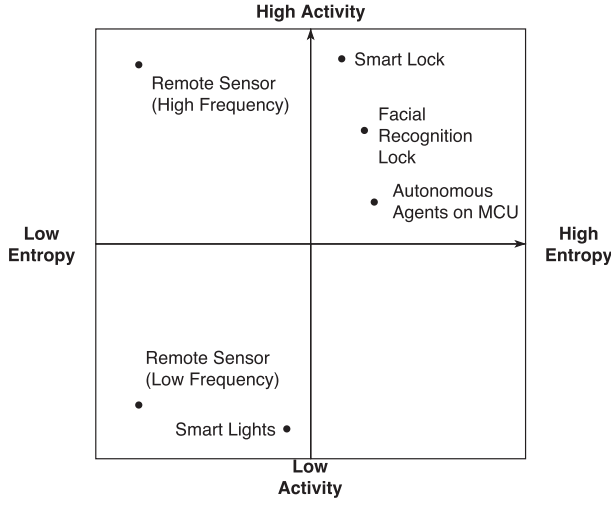 High Activity
Smart Lock
Remote Sensor
(High Frequency)
Facial
Recognition
Lock
Autonomous
Agents on MCU
Low
Entropy
High
Entropy
Remote Sensor
(Low Frequency)
Smart Lights
Low
Activity